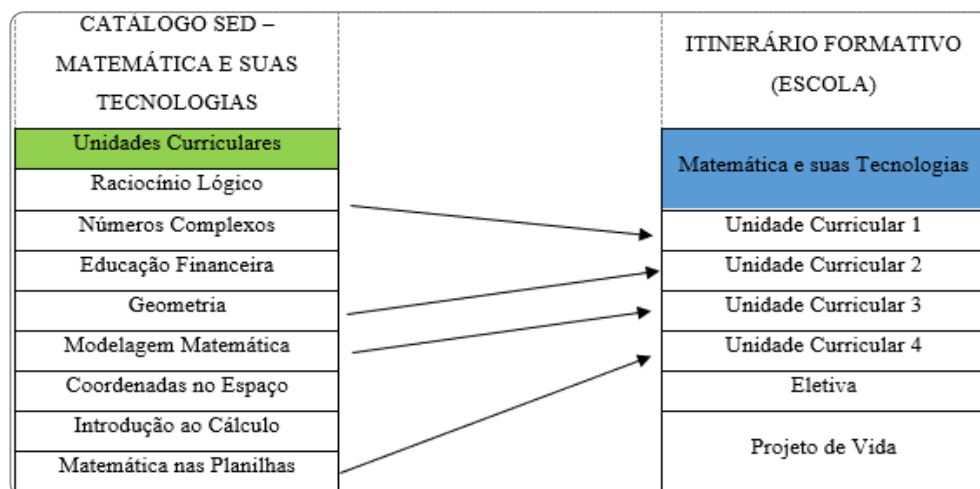 CATÁLOGO SED –
MATEMÁTICA E SUAS
TECNOLOGIAS
Unidades Curriculares
Raciocínio Lógico
Números Complexos
Educação Financeira
Geometria
Modelagem Matemática
Coordenadas no Espaço
Introdução ao Cálculo
Matemática nas Planilhas
ITINERÁRIO FORMATIVO
(ESCOLA)
Matemática e suas Tecnologias
Unidade Curricular 1
Unidade Curricular 2
Unidade Curricular 3
Unidade Curricular 4
Eletiva
Projeto de Vida